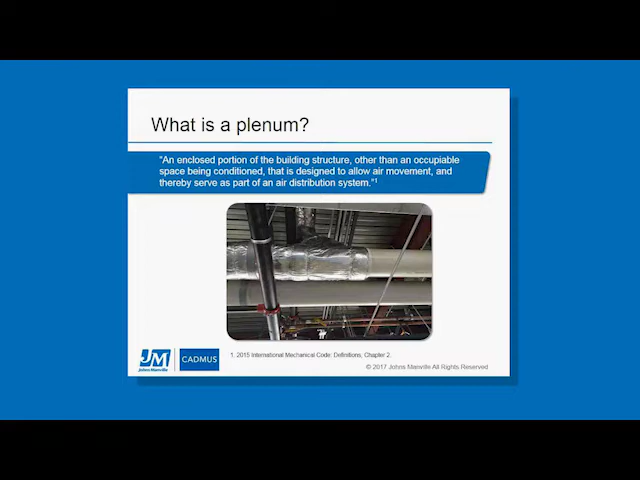 What is a plenum?
"An enclosed portion of the building structure, other than an occupiable
space being conditioned, that is designed to allow air movement, and
thereby serve as part of an air distribution system."1
JM
Johns Manville
CADMUS
1. 2015 International Mechanical Code: Definitions, Chapter 2.
© 2017 Johns Manville All Rights Reserved